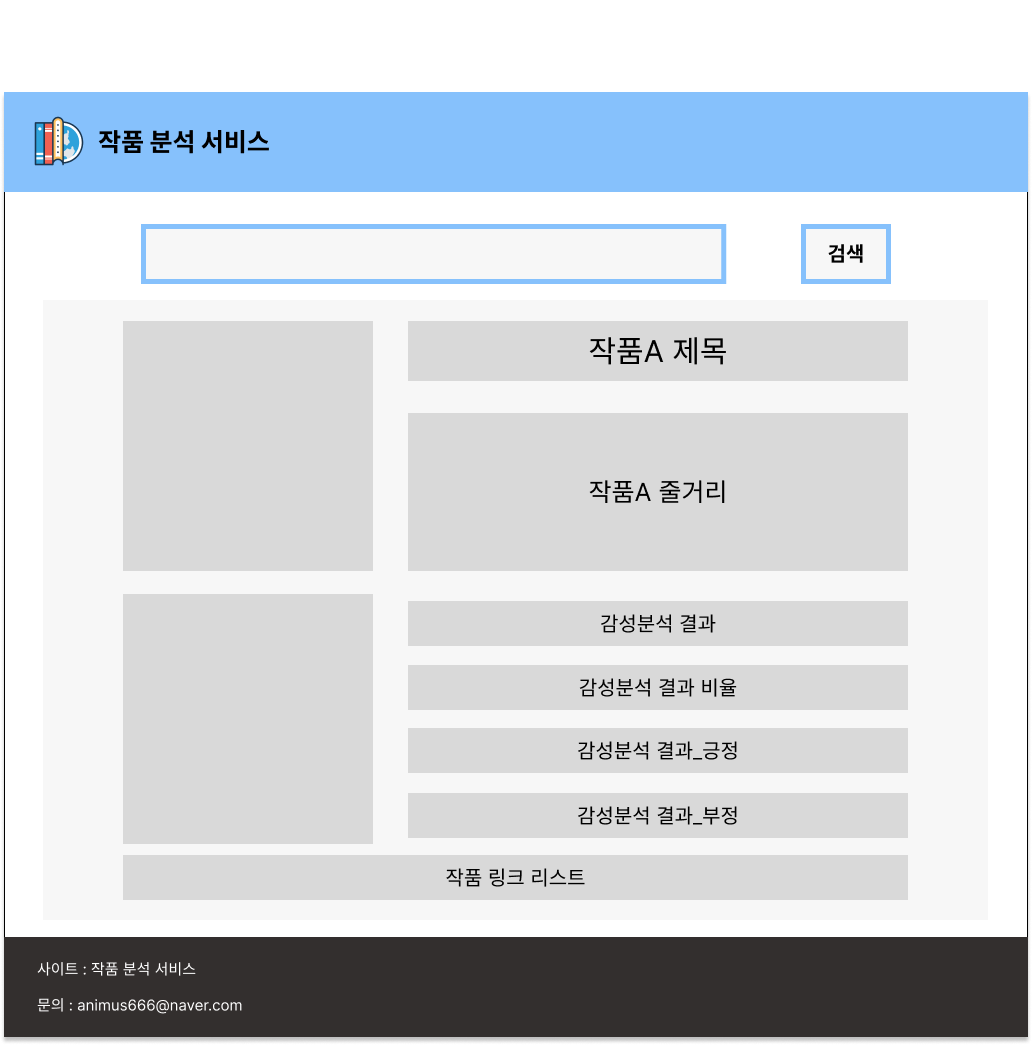 작품 분석 서비스
검색
작품A 제목
작품A 줄거리
감성분석 결과
감성분석 결과 비율
감성분석 결과_긍정
감성분석 결과_부정
작품 링크 리스트
사이트 : 작품 분석 서비스
문의 : animus666@naver.com